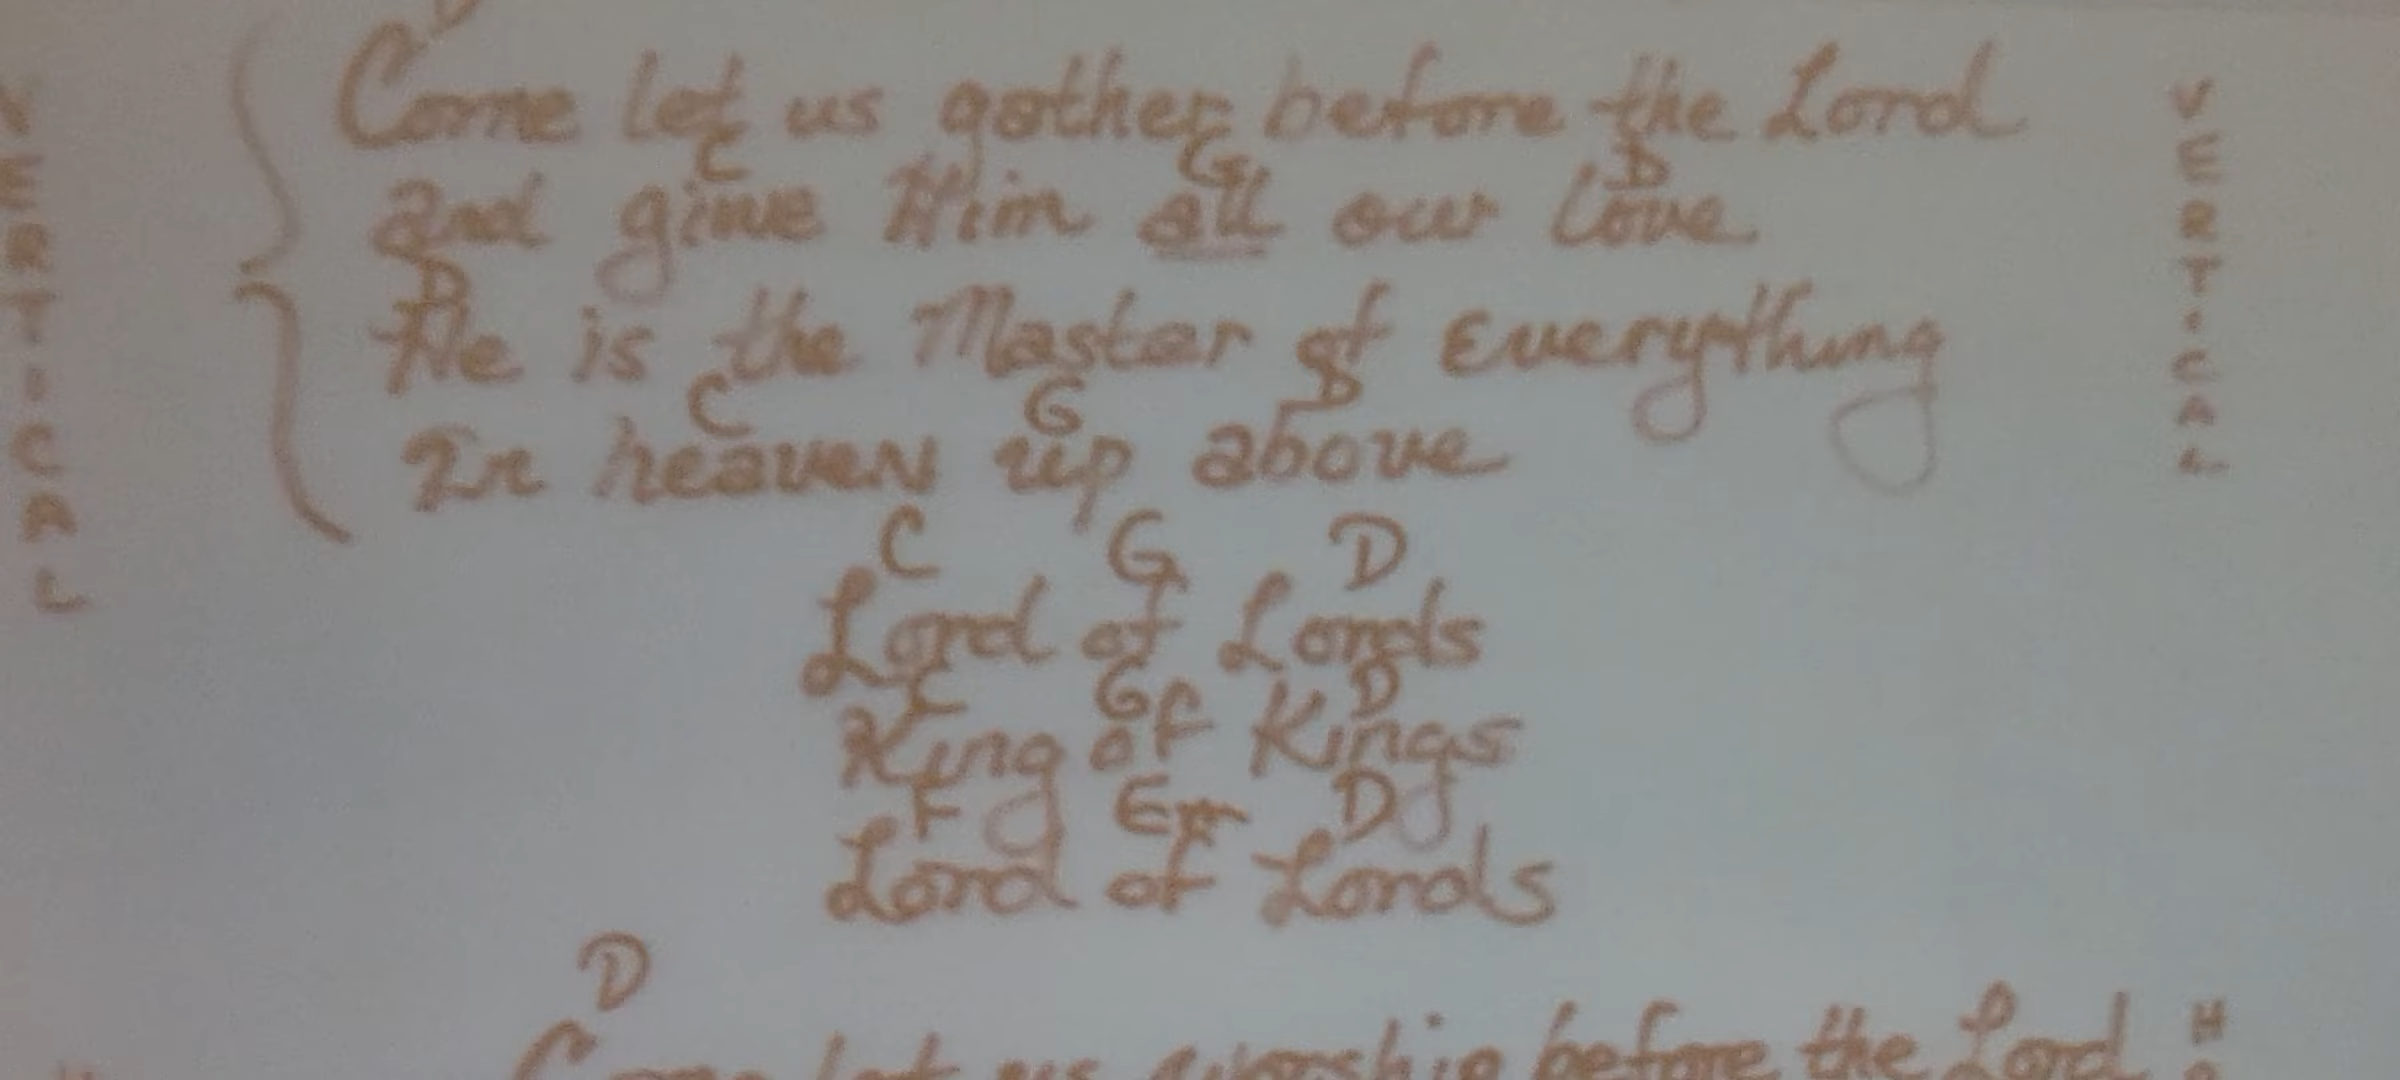 D
Come let us gather before the Lord
C G D
and give Him all our love
D
He is the Master of Everything
C G D
In heaven up above
C G D
Lord of Lords
C G D
King of Kings
F Em D
Lord of Lords
D
Come let us worship before the Lord
VERTICAL
VERTICAL
H
H